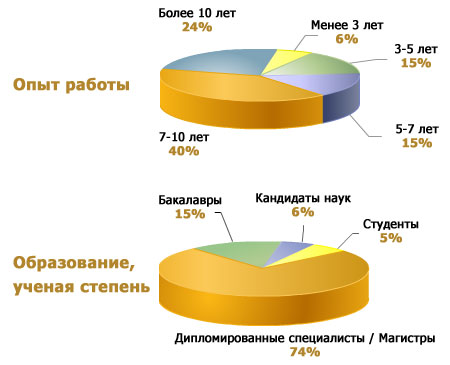 Опыт работы
Более 10 лет
24%
Менее 3 лет
6%
3-5 лет
15%
5-7 лет
15%
7-10 лет
40%
Образование,
ученая степень
Бакалавры
15%
Кандидаты наук
6%
Студенты
5%
Дипломированные специалисты / Магистры
74%